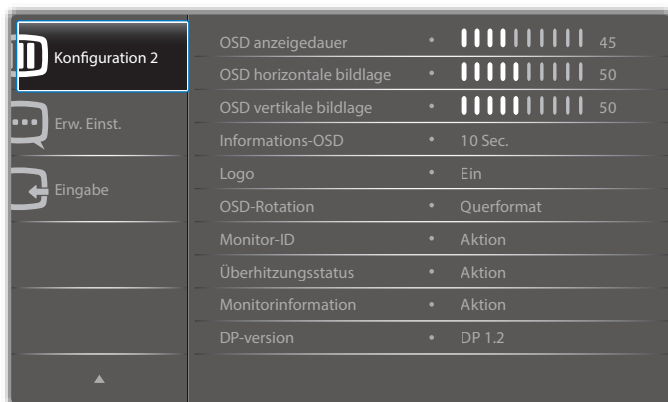 Konfiguration 2
Erw. Einst.
Eingabe
OSD anzeigedauer • 45
OSD horizontale bildlage • 50
OSD vertikale bildlage • 50
Informations-OSD • 10 Sec.
Logo • Ein
OSD-Rotation • Querformat
Monitor-ID • Aktion
Überhitzungsstatus • Aktion
Monitorinformation • Aktion
DP-version • DP 1.2